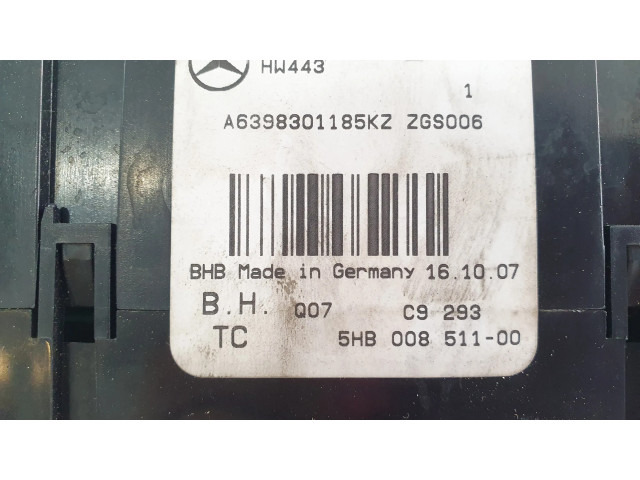 HW443
1
A6398301185KZ ZGS006
BHB Made in Germany 16.10.07
B.H. Q07 C9 293
TC 5HB 008 511-00